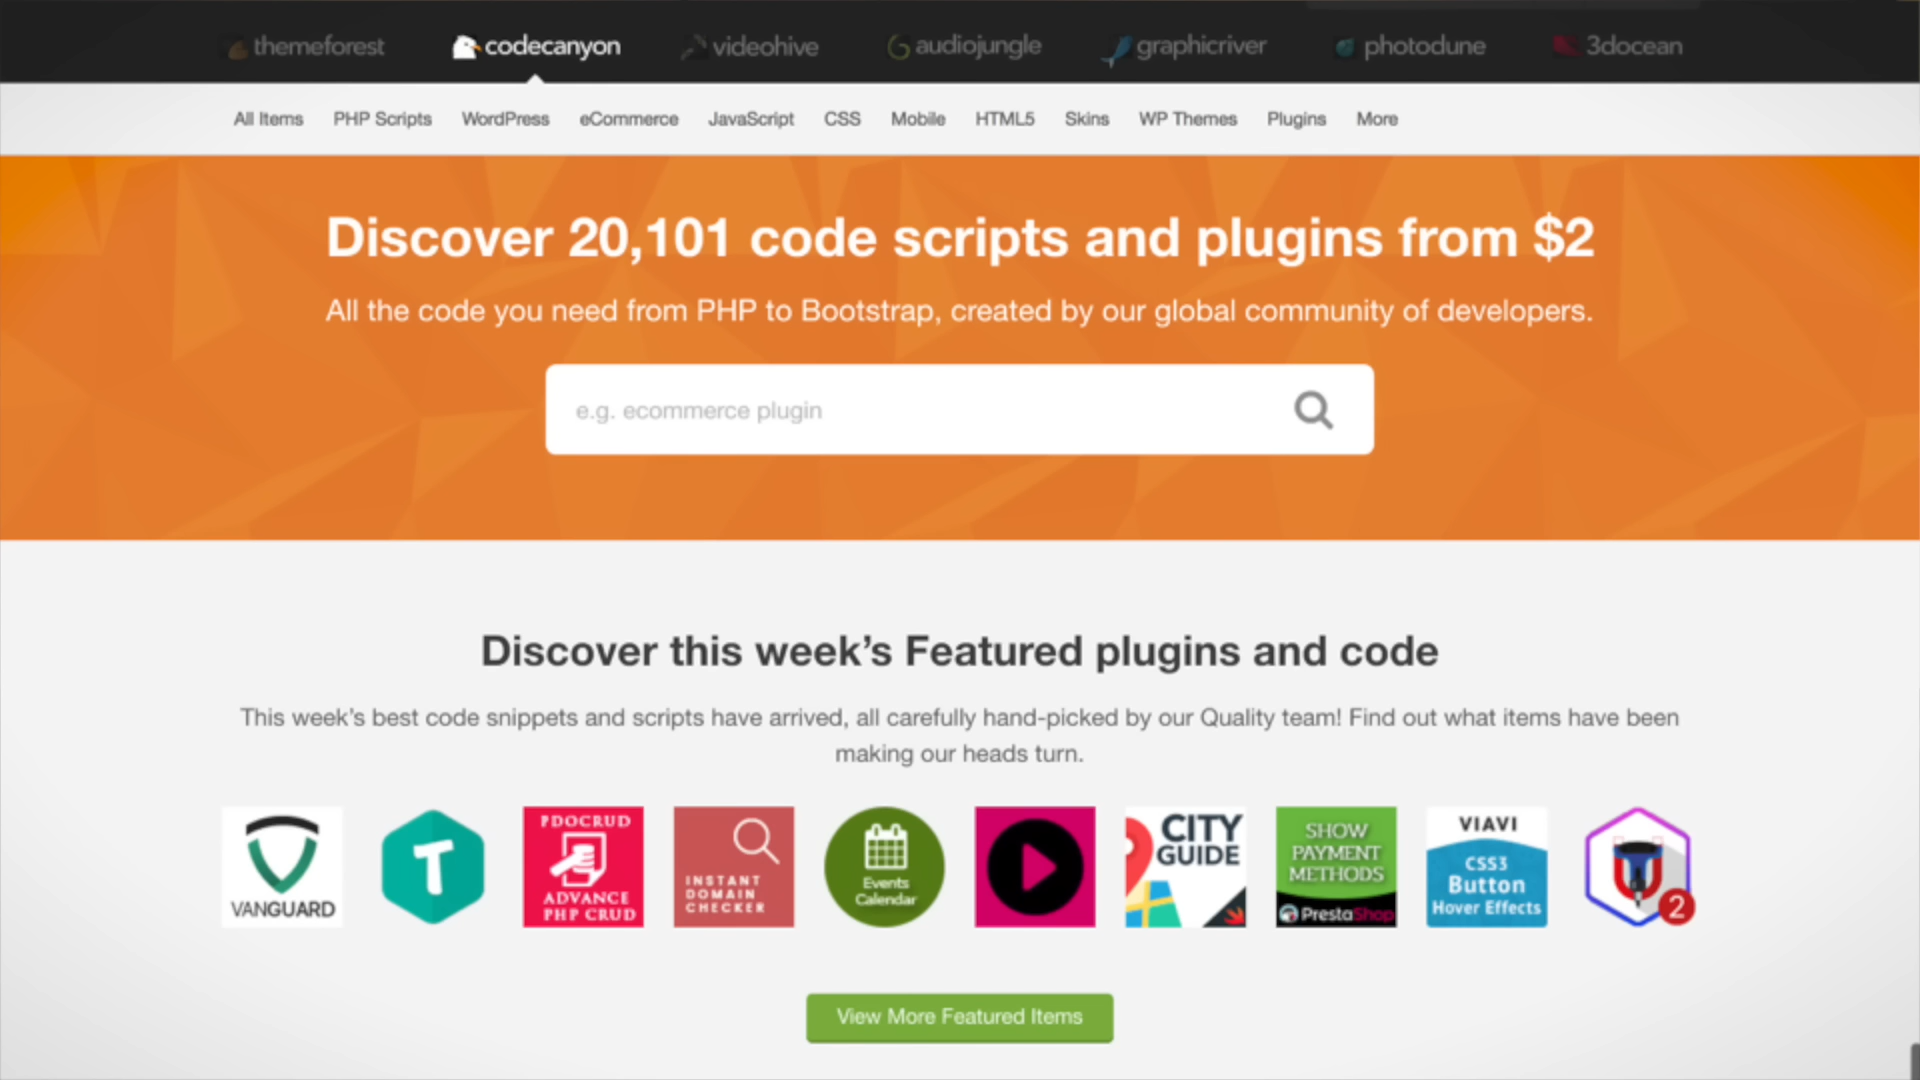 themeforest
codecanyon
videohive
audiojungle
graphicriver
photodune
3docean
All Items
PHP Scripts
WordPress
eCommerce
JavaScript
CSS
Mobile
HTML5
Skins
WP Themes
Plugins
More
Discover 20,101 code scripts and plugins from $2
All the code you need from PHP to Bootstrap, created by our global community of developers.
e.g. ecommerce plugin
Discover this week's Featured plugins and code
This week's best code snippets and scripts have arrived, all carefully hand-picked by our Quality team! Find out what items have been
making our heads turn.
VANGUARD
T
PDOCRUD
ADVANCE
PHP CRUD
INSTANT
DOMAIN
CHECKER
Events
Calendar
CITY
GUIDE
SHOW
PAYMENT
METHODS
PrestaShop
VIAVI
CSS3
Button
Hover Effects
2
View More Featured Items